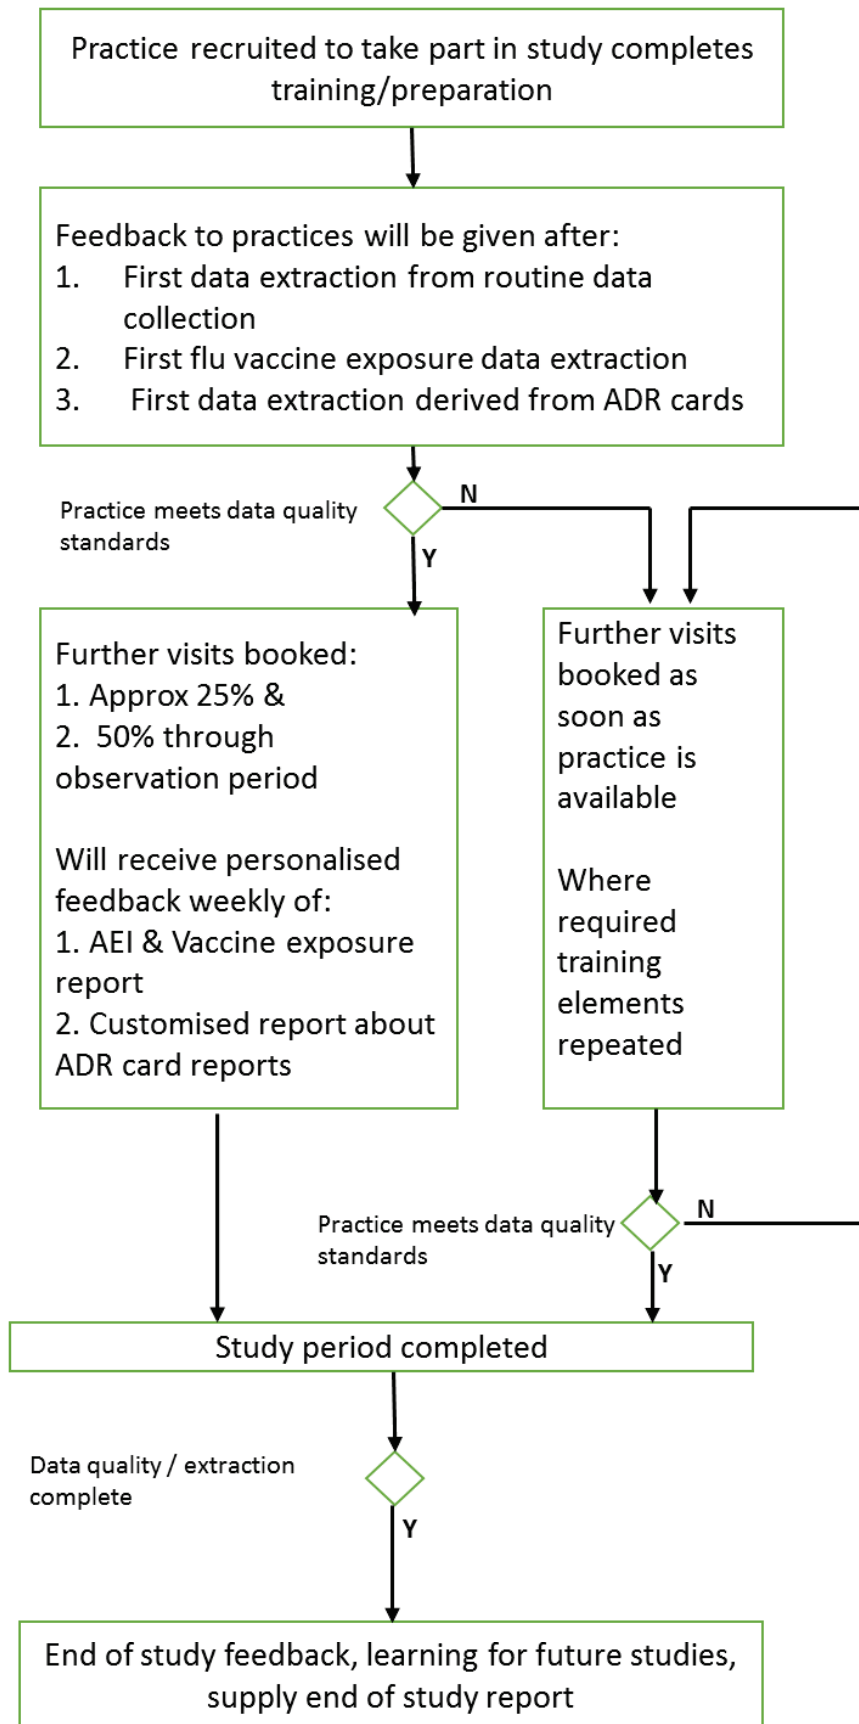 Practice recruited to take part in study completes
training/preparation
Feedback to practices will be given after:
1. First data extraction from routine data
collection
2. First flu vaccine exposure data extraction
3. First data extraction derived from ADR cards
Practice meets data quality
standards
N
Y
Further visits booked:
1. Approx 25% &
2. 50% through
observation period
Will receive personalised
feedback weekly of:
1. AEI & Vaccine exposure
report
2. Customised report about
ADR card reports
Further visits
booked as
soon as
practice is
available
Where
required
training
elements
repeated
Practice meets data quality
standards
N
Y
Study period completed
Data quality / extraction
complete
Y
End of study feedback, learning for future studies,
supply end of study report